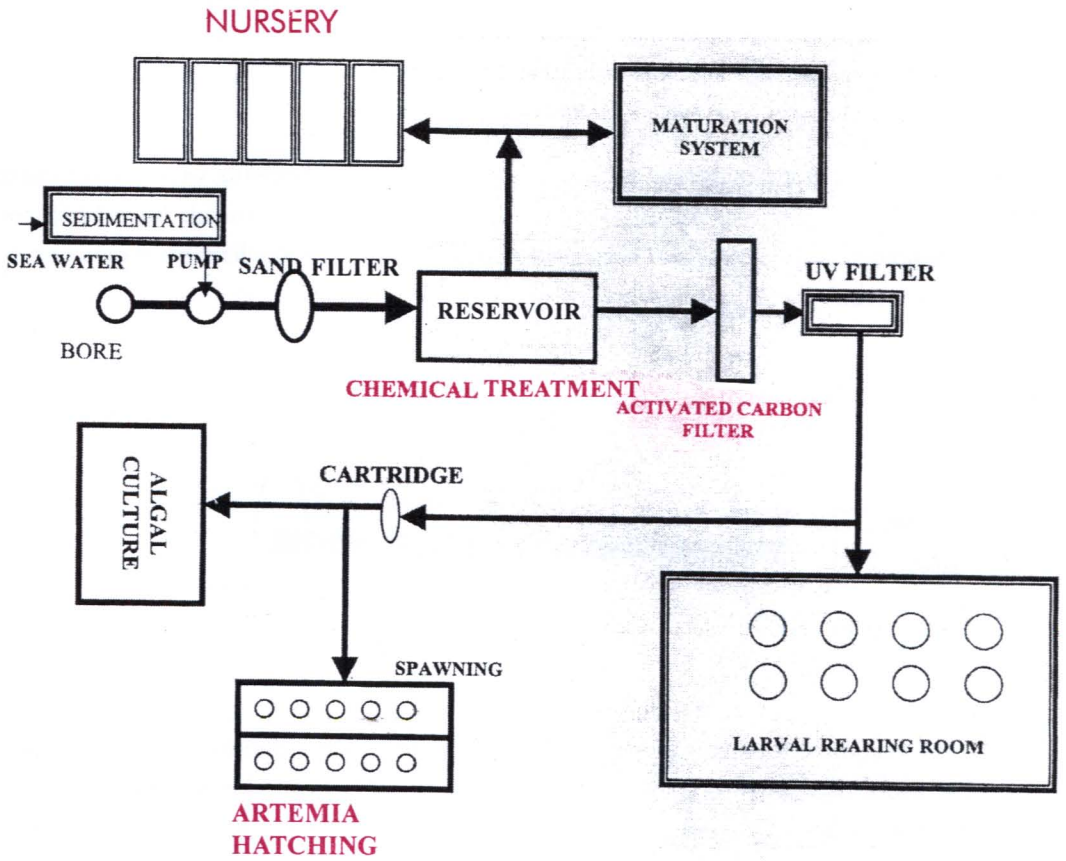 NURSERY
MATURATION
SYSTEM
SEDIMENTATION
SEA WATER
PUMP
SAND FILTER
UV FILTER
RESERVOIR
BORE
CHEMICAL TREATMENT
ACTIVATED CARBON
FILTER
CARTRIDGE
ALGAL
CULTURE
SPAWNING
LARVAL REARING ROOM
ARTEMIA
HATCHING